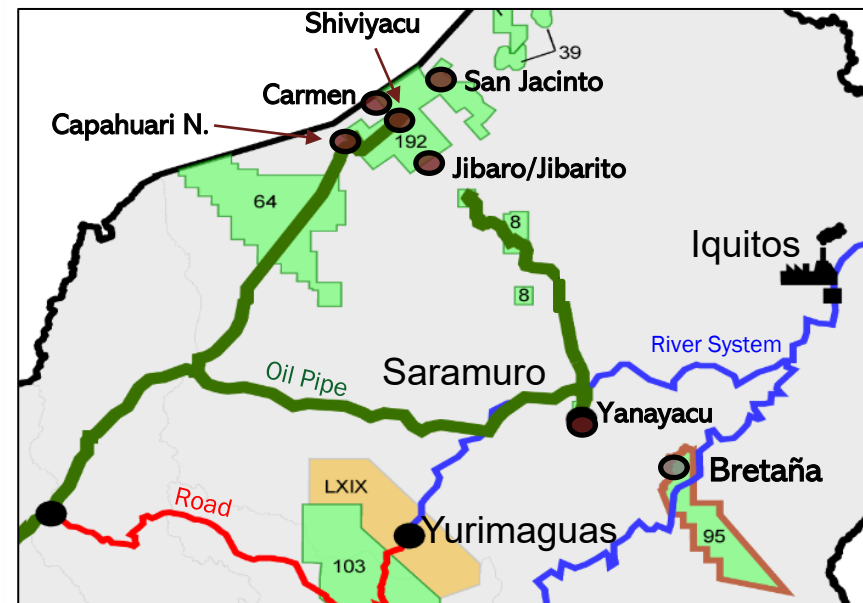 Shiviyacu
39
San Jacinto
Carmen
Capahuari N.
192
Jibaro/Jibarito
64
8
Iquitos
8
River System
Oil Pipe
Saramuro
Yanayacu
Bretaña
LXIX
Road
Yurimaguas
95
103